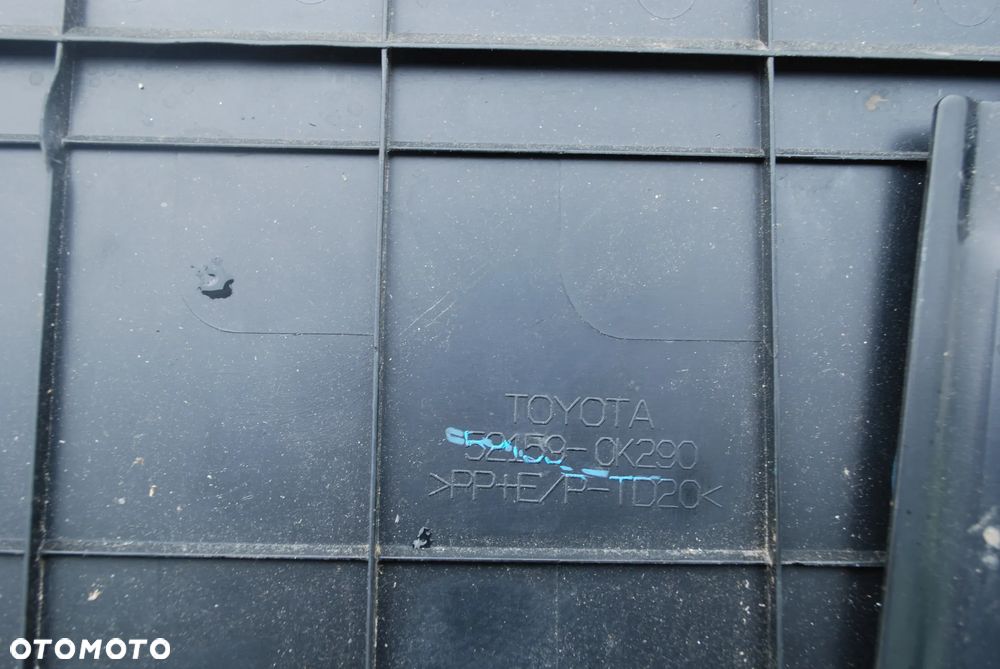 TOYOTA
52159-0K290
>PP+E/P-TD20<
OTOMOTO